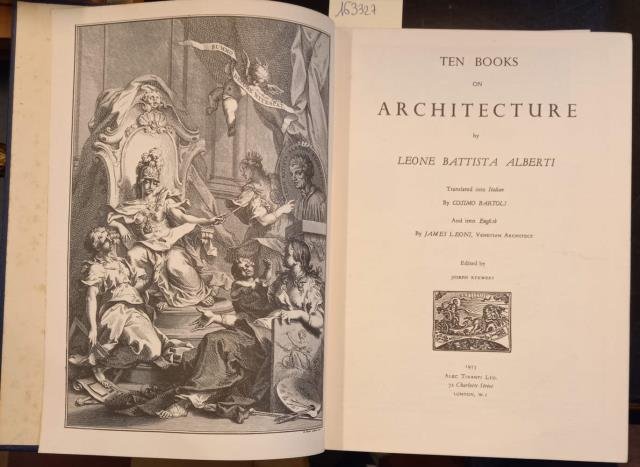 163327
TEN BOOKS
ON
ARCHITECTURE
by
LEONE BATTISTA ALBERTI
Translated into Italian
By COSIMO BARTOLI
And into English
By JAMES LEONI, VENETIAN ARCHITECT
Edited by
JOSEPH RYKWERT
1955
ALEC TIRANTI LTD.
72 Charlotte Street
LONDON, W.1